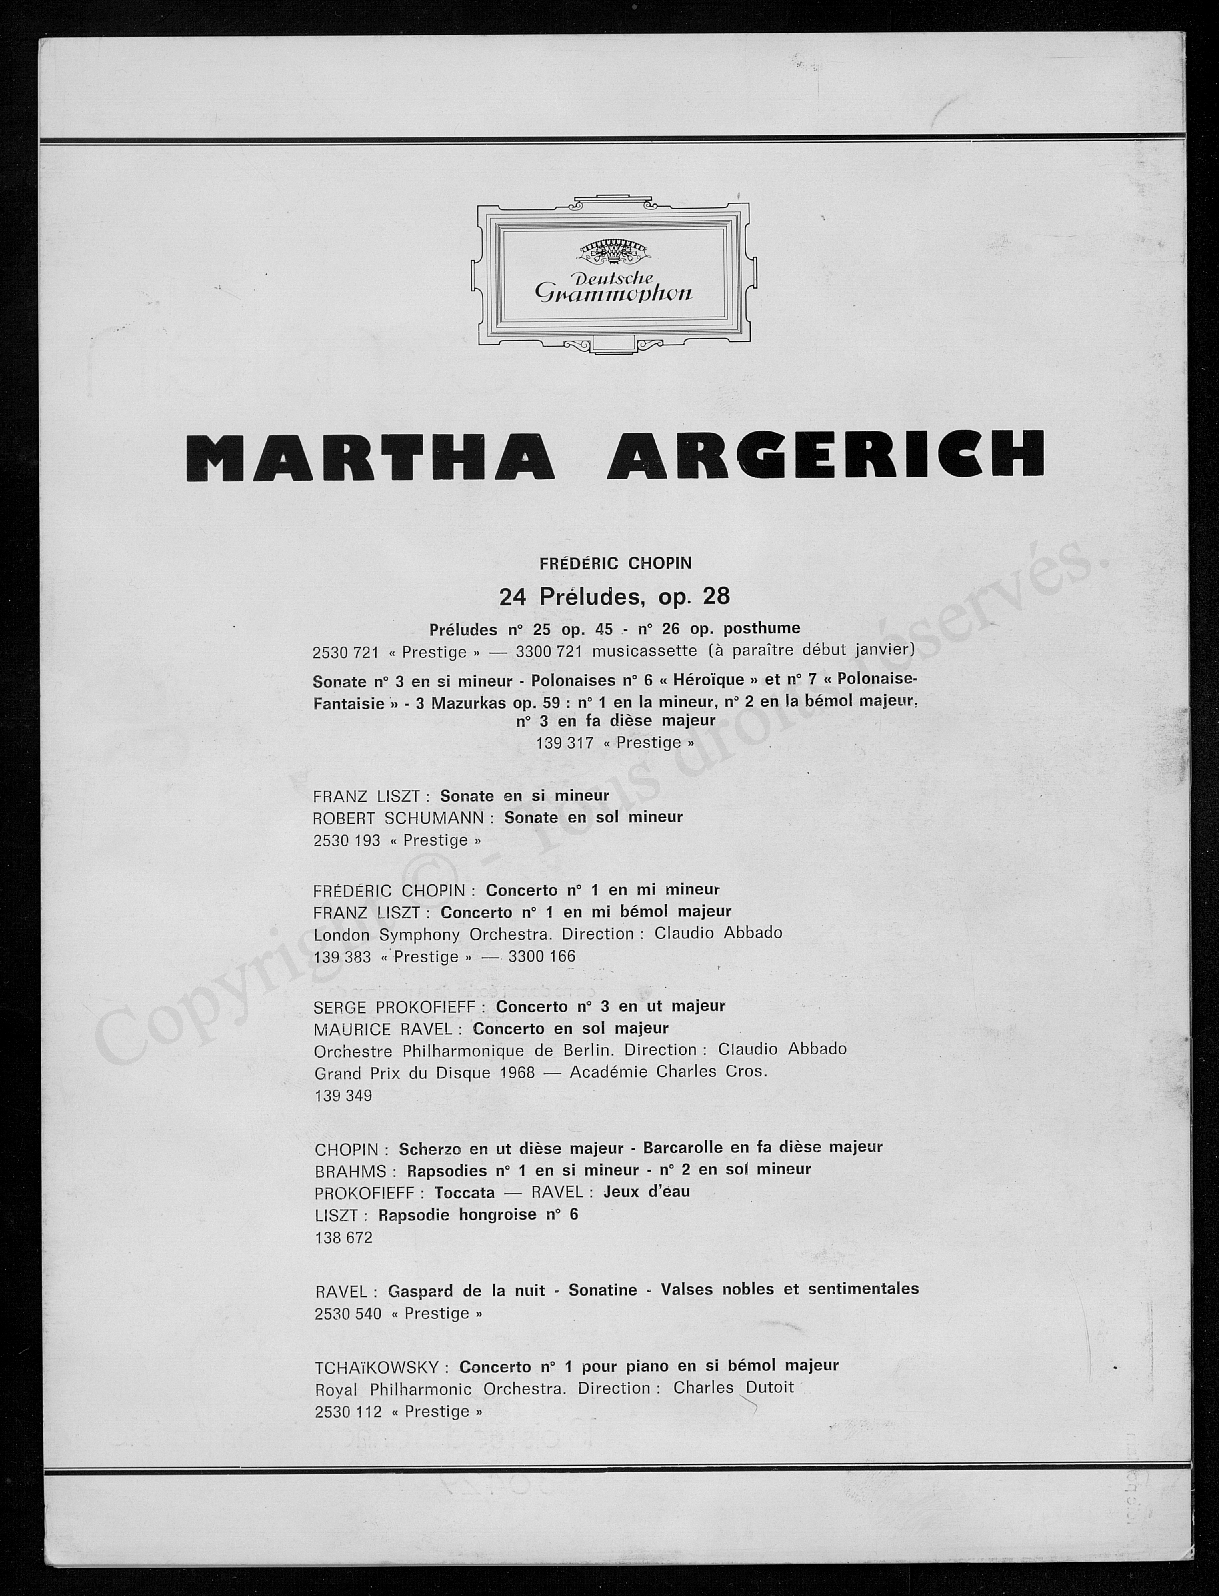 Deutsche
Grammophon
MARTHA ARGERICH
FRÉDÉRIC CHOPIN
24 Préludes, op. 28
Préludes n° 25 op. 45 - n° 26 op. posthume
2530 721 « Prestige » — 3300 721 musicassette (à paraître début janvier)
Sonate n° 3 en si mineur - Polonaises n° 6 « Héroïque » et n° 7 « Polonaise-
Fantaisie » - 3 Mazurkas op. 59 : n° 1 en la mineur, n° 2 en la bémol majeur,
n° 3 en fa dièse majeur
139 317 « Prestige »
FRANZ LISZT : Sonate en si mineur
ROBERT SCHUMANN : Sonate en sol mineur
2530 193 « Prestige »
FRÉDÉRIC CHOPIN : Concerto n° 1 en mi mineur
FRANZ LISZT : Concerto n° 1 en mi bémol majeur
London Symphony Orchestra. Direction : Claudio Abbado
139 383 « Prestige » — 3300 166
SERGE PROKOFIEFF : Concerto n° 3 en ut majeur
MAURICE RAVEL : Concerto en sol majeur
Orchestre Philharmonique de Berlin. Direction : Claudio Abbado
Grand Prix du Disque 1968 — Académie Charles Cros.
139 349
CHOPIN : Scherzo en ut dièse majeur - Barcarolle en fa dièse majeur
BRAHMS : Rapsodies n° 1 en si mineur - n° 2 en sol mineur
PROKOFIEFF : Toccata — RAVEL : Jeux d'eau
LISZT : Rapsodie hongroise n° 6
138 672
RAVEL : Gaspard de la nuit - Sonatine - Valses nobles et sentimentales
2530 540 « Prestige »
TCHAÏKOWSKY : Concerto n° 1 pour piano en si bémol majeur
Royal Philharmonic Orchestra. Direction : Charles Dutoit
2530 112 « Prestige »
Copyright © - Tous droits réservés.